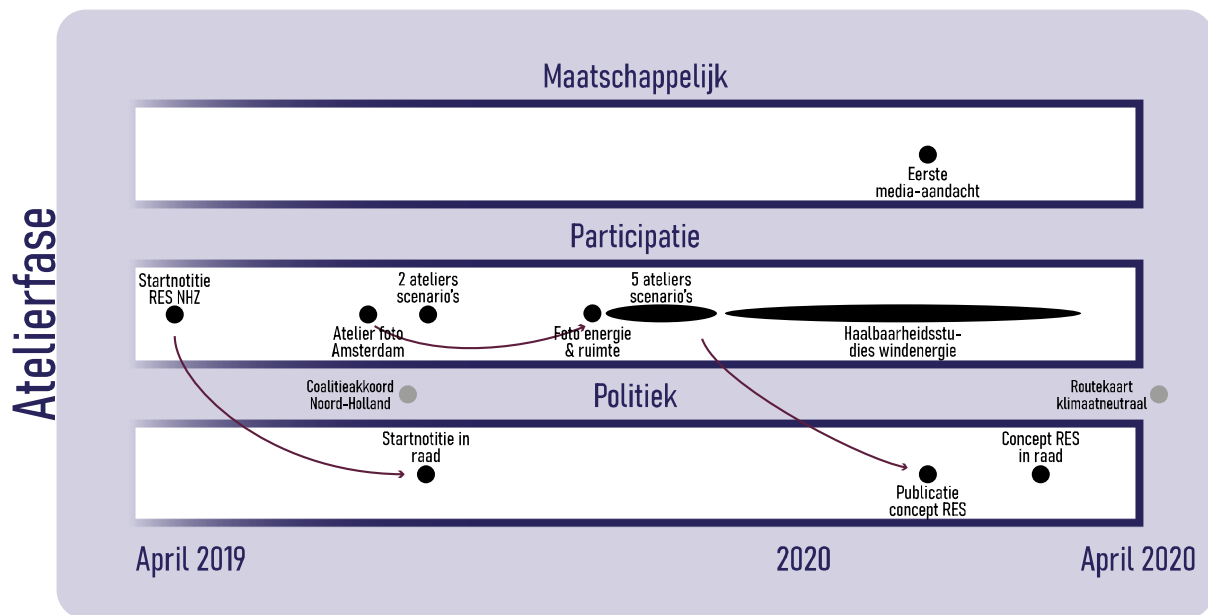 Atelierfase
Maatschappelijk
Eerste
media-aandacht
Participatie
Startnotitie
RES NHZ
2 ateliers
scenario's
5 ateliers
scenario's
Atelier foto
Amsterdam
Foto energie
& ruimte
Haalbaarheidsstu-
dies windenergie
Coalitieakkoord
Noord-Holland
Politiek
Routekaart
klimaatneutraal
Startnotitie in
raad
Concept RES
in raad
Publicatie
concept RES
April 2019
2020
April 2020